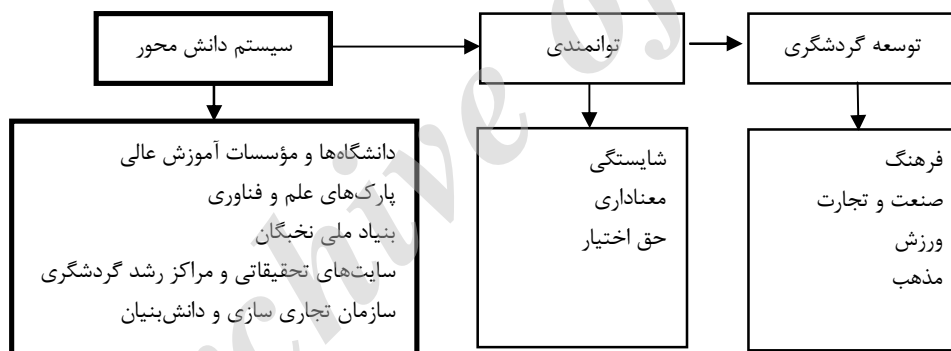 توسعه گردشگری
توانمندی
سیستم دانش محور
فرهنگ
صنعت و تجارت
ورزش
مذهب
شایستگی
معناداری
حق اختیار
دانشگاه‌ها و مؤسسات آموزش عالی
پارک‌های علم و فناوری
بنیاد ملی نخبگان
سایت‌های تحقیقاتی و مراکز رشد گردشگری
سازمان تجاری سازی و دانش‌بنیان
chive of